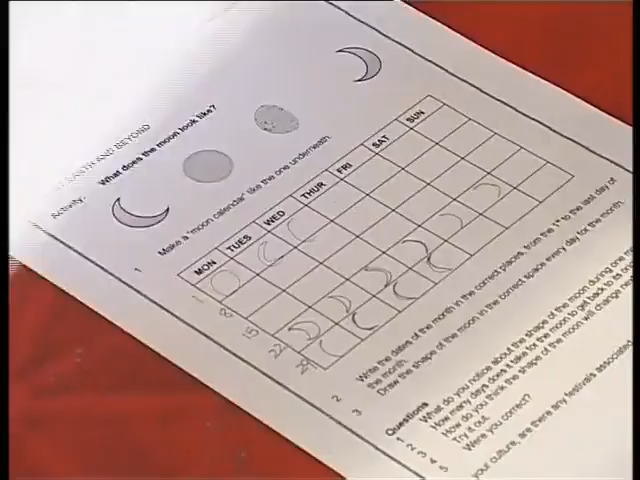 EARTH AND BEYOND
Activity: What does the moon look like?
1 Make a "moon calendar" like the one underneath.
MON TUES WED THUR FRI SAT SUN
1
8
15
22
29
2 Write the dates of the month in the correct places, from the 1st to the last day of
the month.
3 Draw the shape of the moon in the correct space every day for the month.
Questions
1 What do you notice about the shape of the moon during one
2 How many days does it take for the moon to get back to
3 How do you think the shape of the moon will change
4 Try it out.
5 Were you correct?
your culture, are there any festivals associated